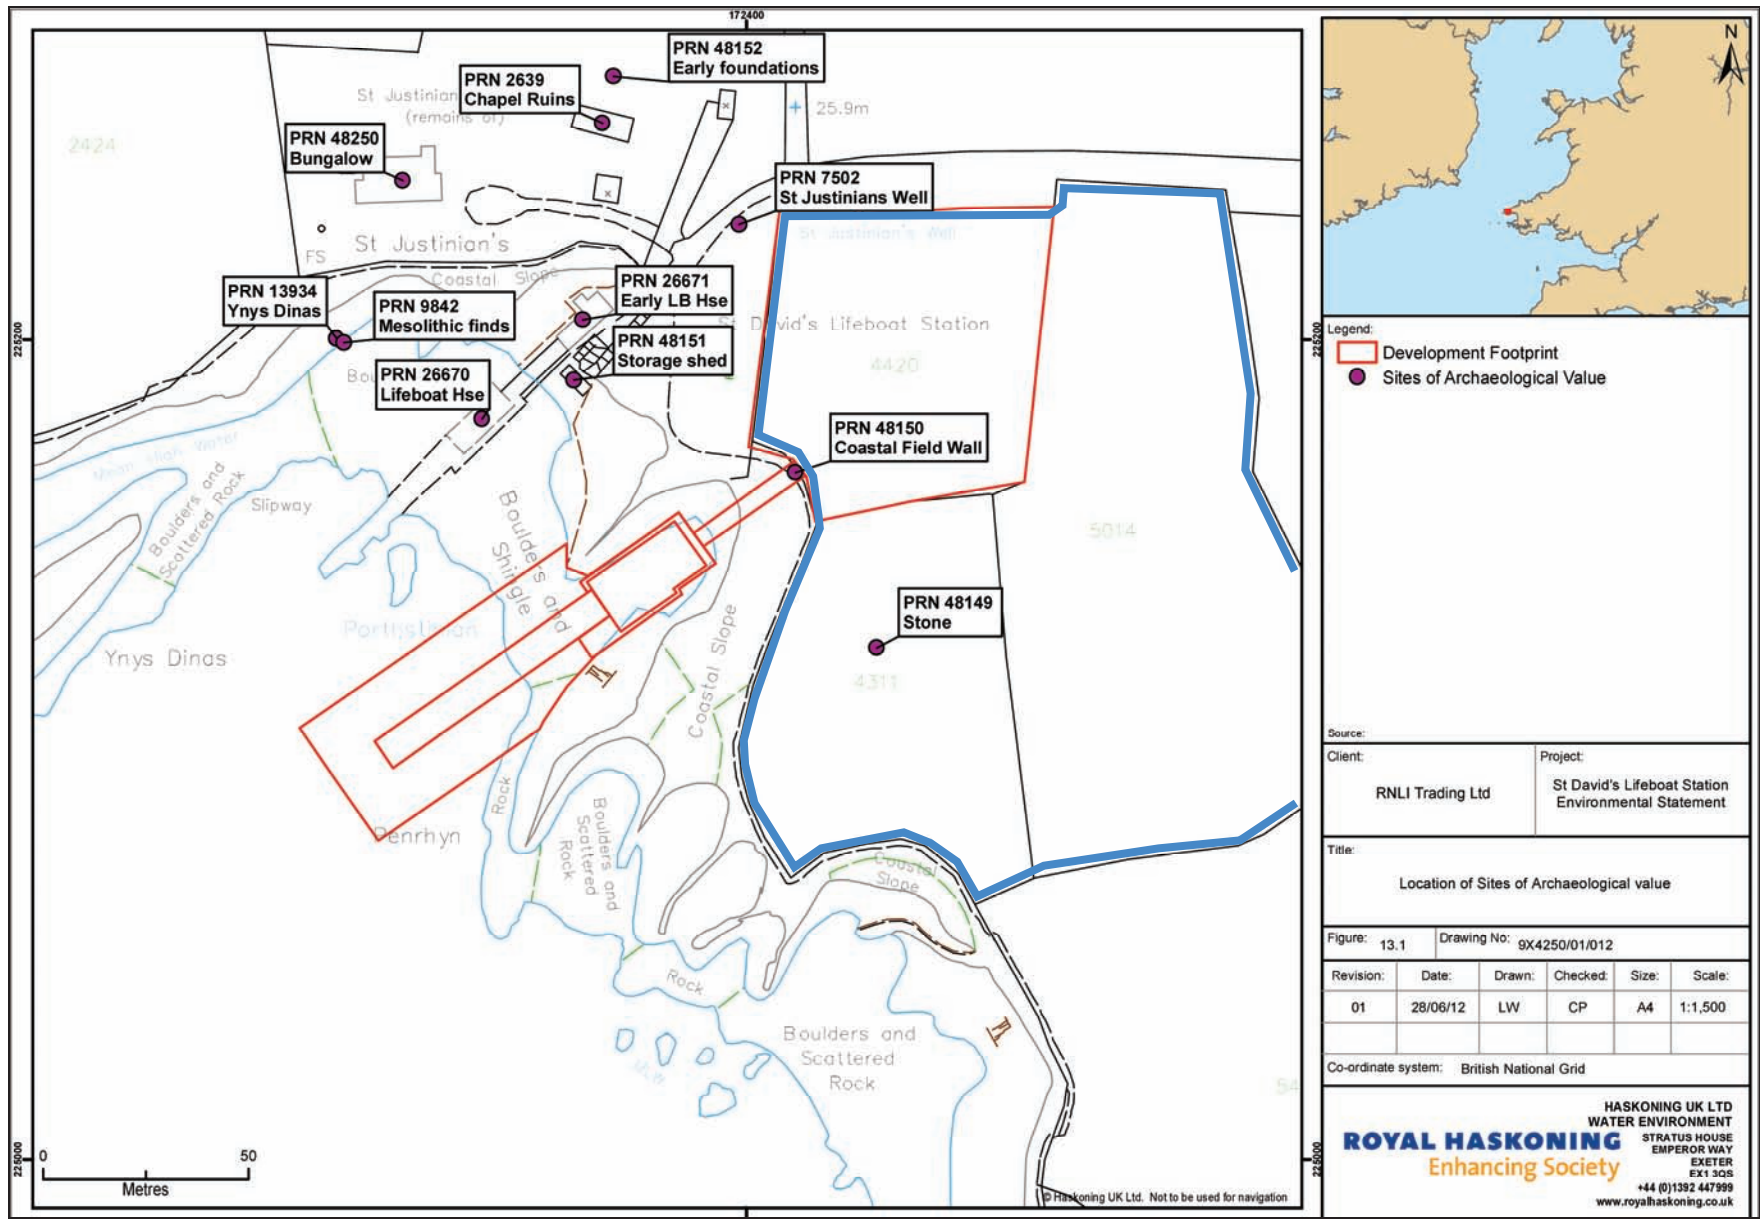 172400
PRN 48152
Early foundations
PRN 2639
Chapel Ruins
St Justinian
(remains of)
25.9m
2424
PRN 48250
Bungalow
PRN 7502
St Justinians Well
St Justinian's Well
St Justinian's
FS
Coastal Slope
PRN 13934
Ynys Dinas
PRN 9842
Mesolithic finds
PRN 26671
Early LB Hse
St David's Lifeboat Station
225200
225200
PRN 48151
Storage shed
4420
PRN 26670
Lifeboat Hse
PRN 48150
Coastal Field Wall
Mean High Water
Boulders and
Scattered Rock
Slipway
Boulders and
Shingle
5014
PRN 48149
Stone
4311
Porthstinian
Ynys Dinas
Coastal Slope
Rock
Penrhyn
Boulders and
Scattered
Rock
Coastal
Slope
Rock
Boulders and
Scattered
Rock
MLW
54
225000
225000
0 50
Metres
© Haskoning UK Ltd. Not to be used for navigation
N
Legend:
Development Footprint
Sites of Archaeological Value
Source:
Client:
RNLI Trading Ltd
Project:
St David's Lifeboat Station
Environmental Statement
Title:
Location of Sites of Archaeological value
Figure: 13.1
Drawing No: 9X4250/01/012
Revision: Date: Drawn: Checked: Size: Scale:
01 28/06/12 LW CP A4 1:1,500
Co-ordinate system: British National Grid
HASKONING UK LTD
WATER ENVIRONMENT
ROYAL HASKONING
Enhancing Society
STRATUS HOUSE
EMPEROR WAY
EXETER
EX1 3QS
+44 (0)1392 447999
www.royalhaskoning.co.uk